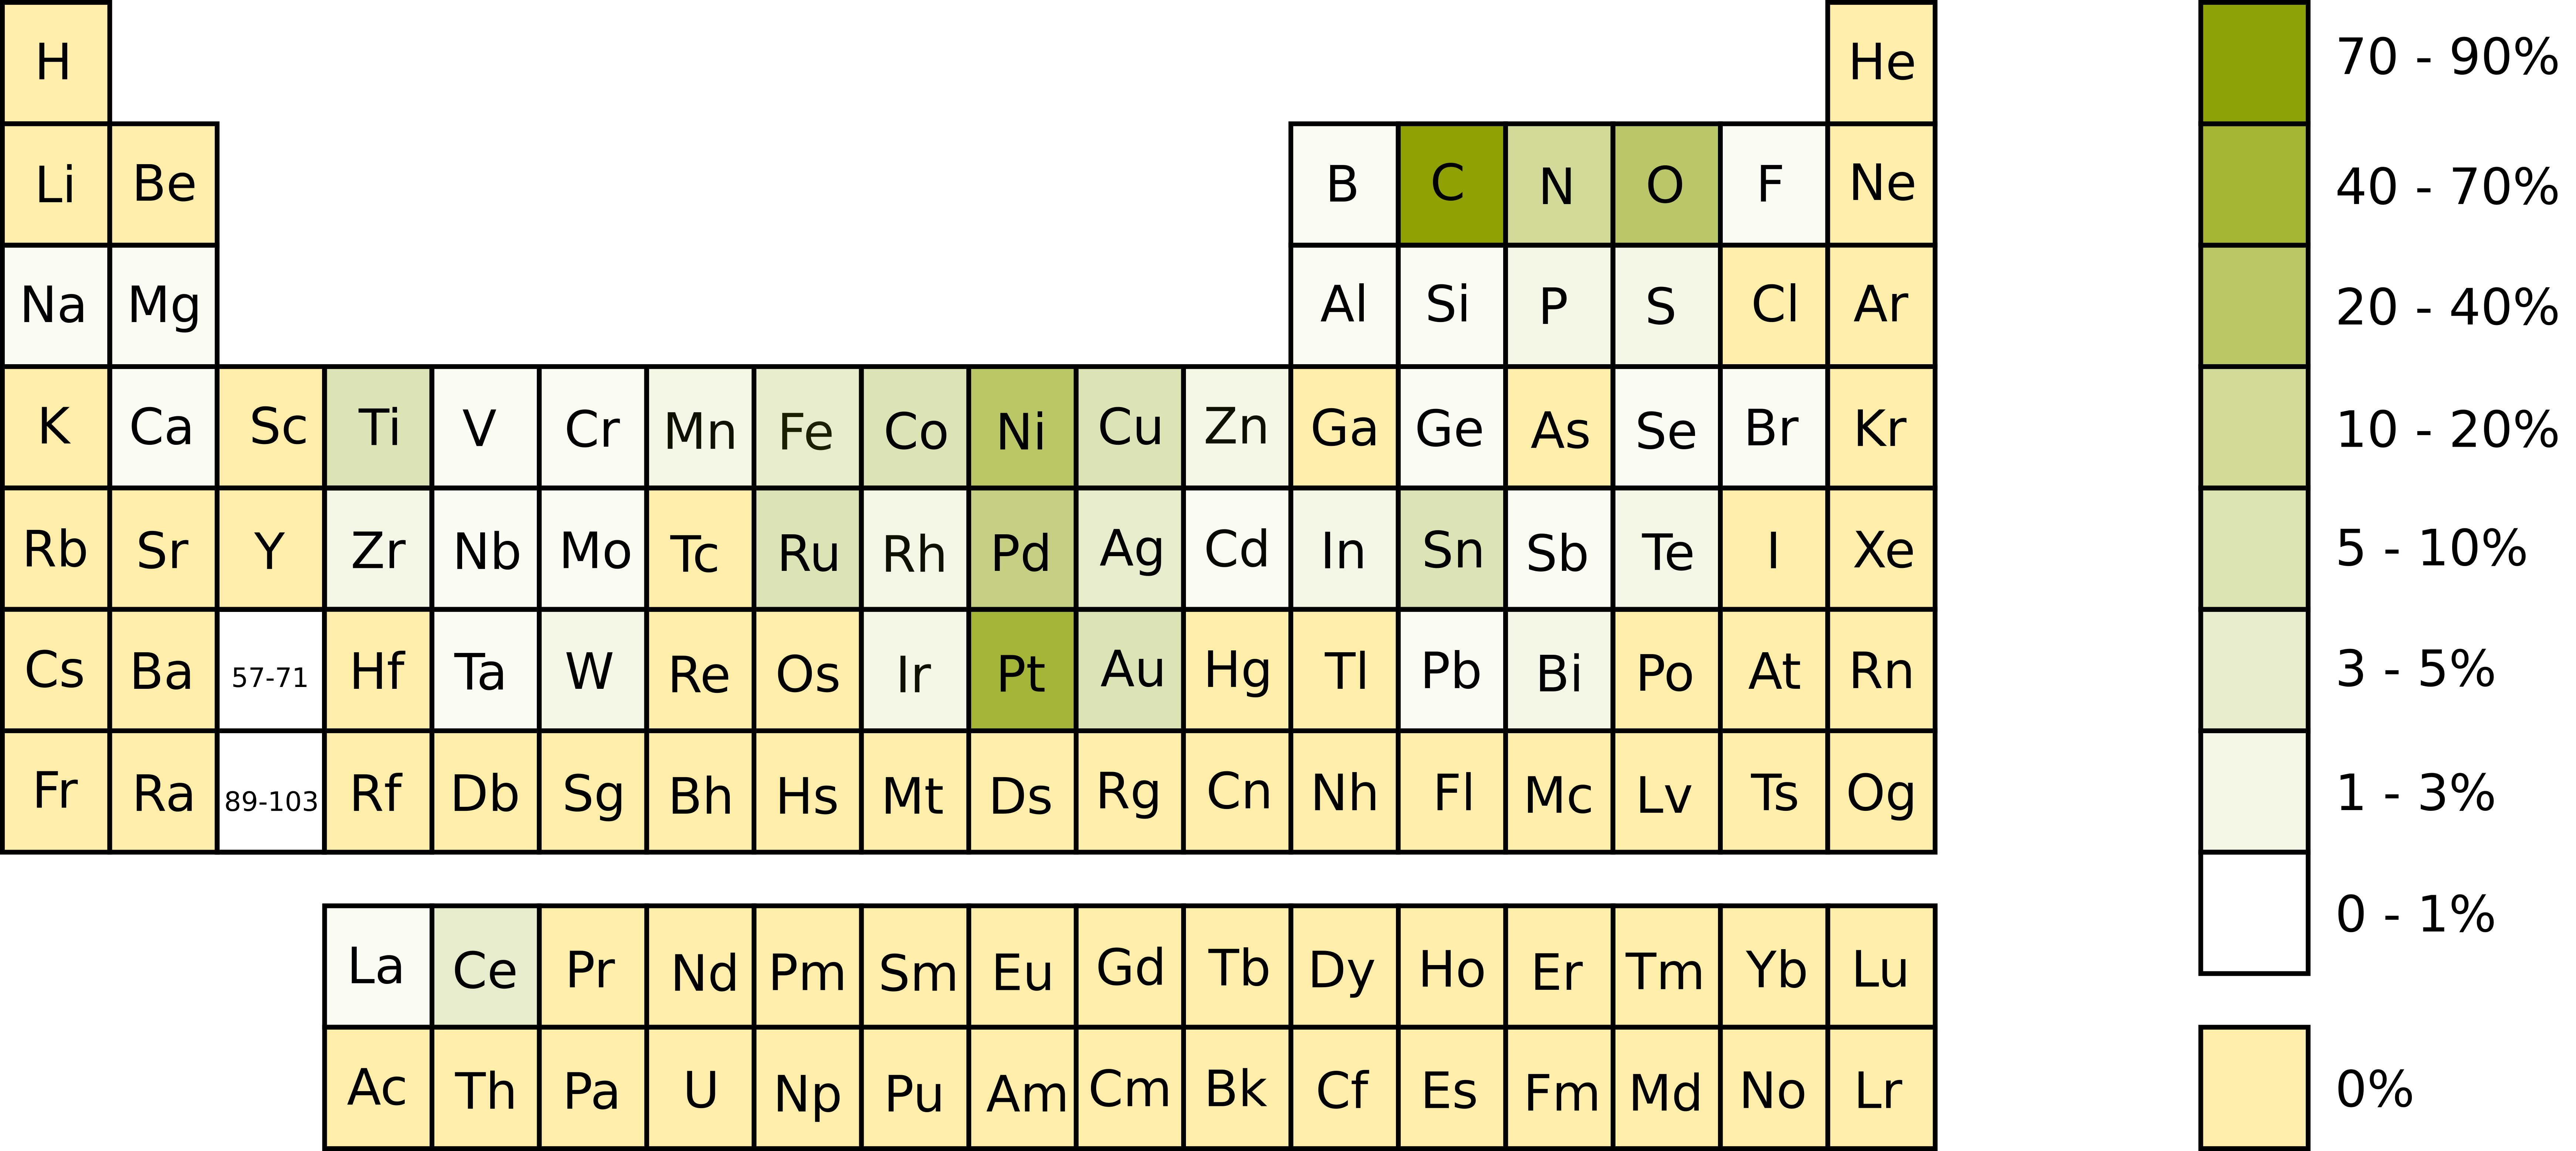 H He 70 - 90%
Li Be B C N O F Ne 40 - 70%
Na Mg Al Si P S Cl Ar 20 - 40%
K Ca Sc Ti V Cr Mn Fe Co Ni Cu Zn Ga Ge As Se Br Kr 10 - 20%
Rb Sr Y Zr Nb Mo Tc Ru Rh Pd Ag Cd In Sn Sb Te I Xe 5 - 10%
Cs Ba 57-71 Hf Ta W Re Os Ir Pt Au Hg Tl Pb Bi Po At Rn 3 - 5%
Fr Ra 89-103 Rf Db Sg Bh Hs Mt Ds Rg Cn Nh Fl Mc Lv Ts Og 1 - 3%
La Ce Pr Nd Pm Sm Eu Gd Tb Dy Ho Er Tm Yb Lu 0 - 1%
Ac Th Pa U Np Pu Am Cm Bk Cf Es Fm Md No Lr 0%